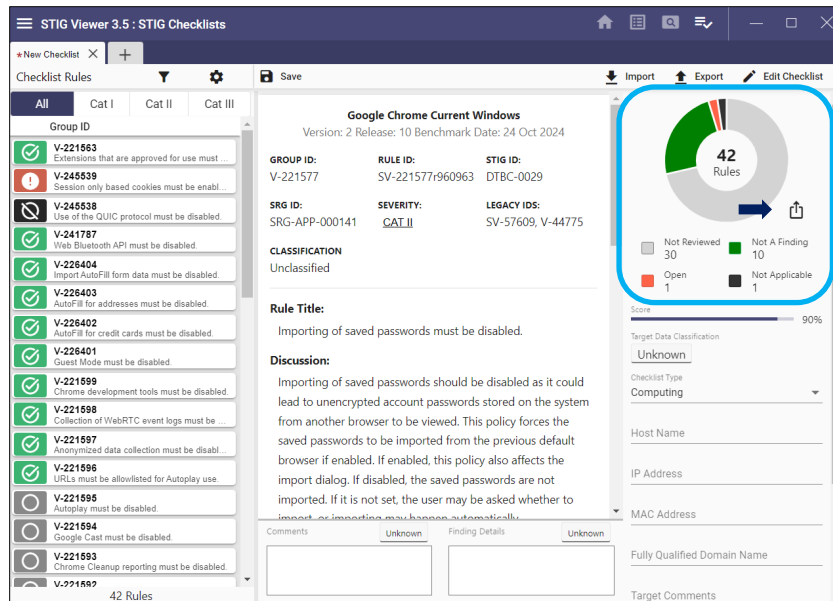 STIG Viewer 3.5 : STIG Checklists
*New Checklist
Checklist Rules
Save
Import
Export
Edit Checklist
All
Cat I
Cat II
Cat III
Group ID
V-221563
Extensions that are approved for use must ...
V-245539
Session only based cookies must be enabl...
V-245538
Use of the QUIC protocol must be disabled.
V-241787
Web Bluetooth API must be disabled.
V-226404
Import AutoFill form data must be disabled.
V-226403
AutoFill for addresses must be disabled.
V-226402
AutoFill for credit cards must be disabled.
V-226401
Guest Mode must be disabled.
V-221599
Chrome development tools must be disabled.
V-221598
Collection of WebRTC event logs must be ...
V-221597
Anonymized data collection must be disabl...
V-221596
URLs must be allowlisted for Autoplay use.
V-221595
Autoplay must be disabled.
V-221594
Google Cast must be disabled.
V-221593
Chrome Cleanup reporting must be disabled.
V-221592
42 Rules
Google Chrome Current Windows
Version: 2 Release: 10 Benchmark Date: 24 Oct 2024
GROUP ID:
RULE ID:
STIG ID:
V-221577
SV-221577r960963
DTBC-0029
SRG ID:
SEVERITY:
LEGACY IDS:
SRG-APP-000141
CAT II
SV-57609, V-44775
CLASSIFICATION
Unclassified
Rule Title:
Importing of saved passwords must be disabled.
Discussion:
Importing of saved passwords should be disabled as it could
lead to unencrypted account passwords stored on the system
from another browser to be viewed. This policy forces the
saved passwords to be imported from the previous default
browser if enabled. If enabled, this policy also affects the
import dialog. If disabled, the saved passwords are not
imported. If it is not set, the user may be asked whether to
import, or importing may happen automatically.
Comments
Unknown
Finding Details
Unknown
42
Rules
Not Reviewed
30
Not A Finding
10
Open
1
Not Applicable
1
Score
90%
Target Data Classification
Unknown
Checklist Type
Computing
Host Name
IP Address
MAC Address
Fully Qualified Domain Name
Target Comments